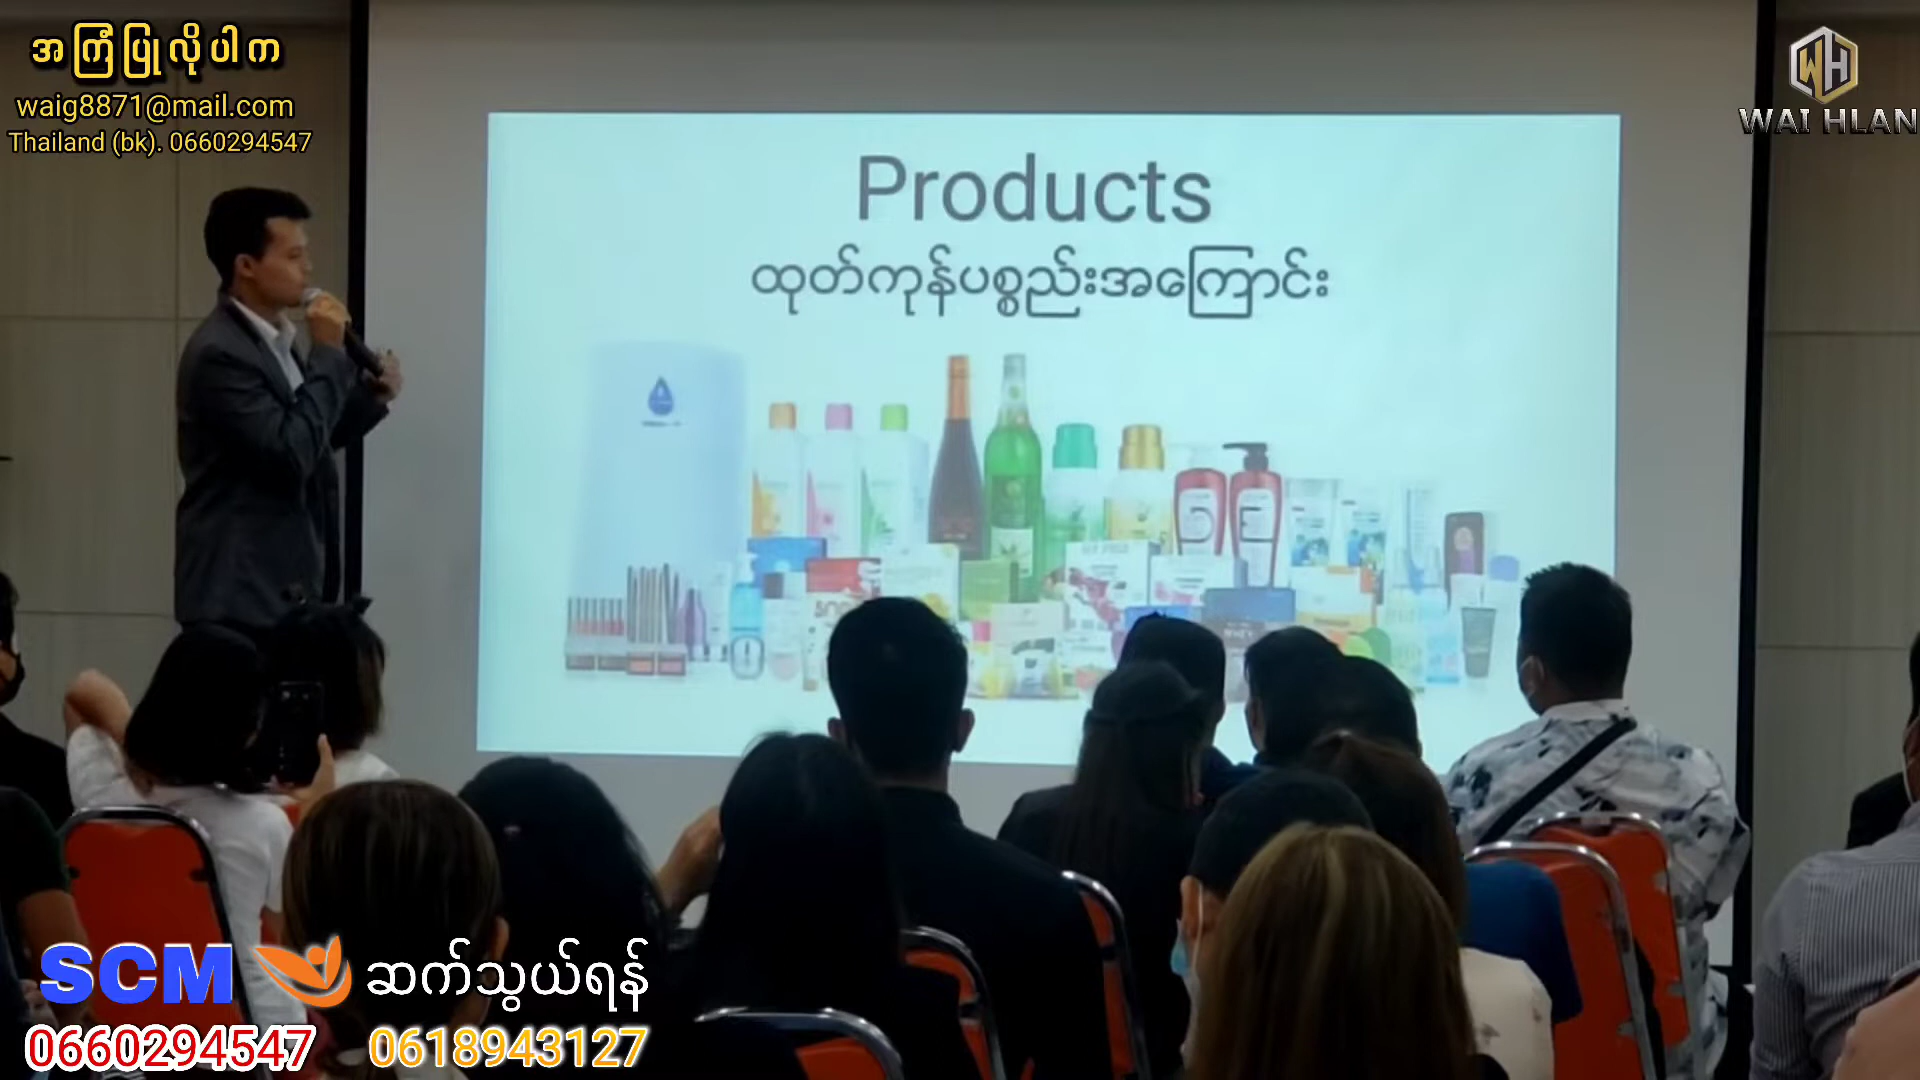 အကြံပြုလိုပါက
waig8871@mail.com
Thailand (bk). 0660294547
WH
WAI HLAN
Products
ထုတ်ကုန်ပစ္စည်းအကြောင်း
SCM
ဆက်သွယ်ရန်
0660294547
0618943127